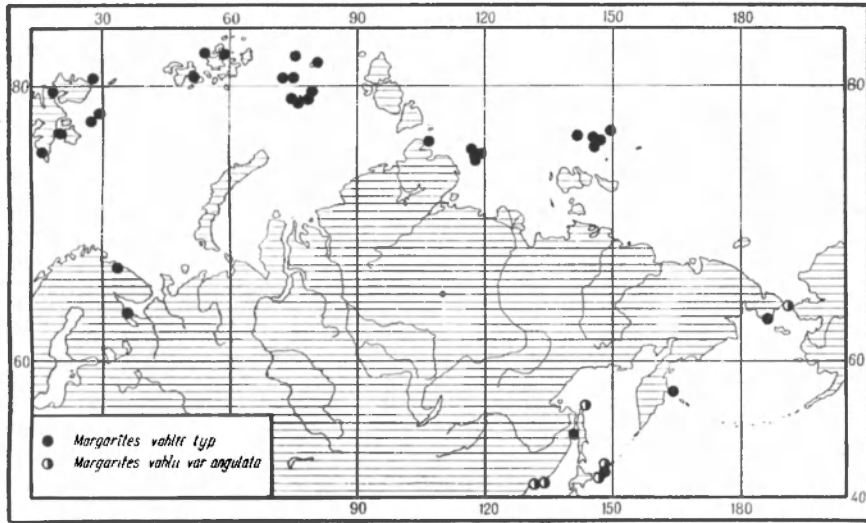 30 60 90 120 150 180
80 80
60 60
Margarites vahlii typ
Margarites vahlii var angulata
90 120 150 180 40